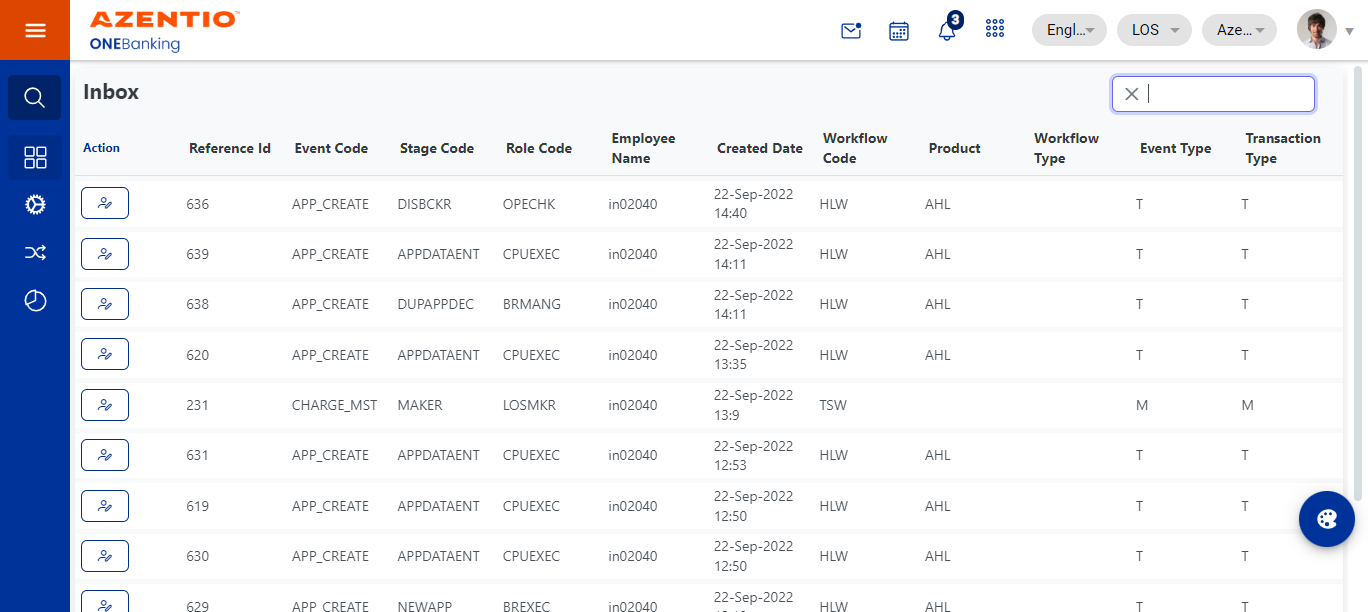 AZENTIO™
ONEBanking
3
Engl...
LOS
Aze...
Inbox
Action Reference Id Event Code Stage Code Role Code Employee Name Created Date Workflow Code Product Workflow Type Event Type Transaction Type
636 APP_CREATE DISBCKR OPECHK in02040 22-Sep-2022 14:40 HLW AHL T T
639 APP_CREATE APPDATAENT CPUEXEC in02040 22-Sep-2022 14:11 HLW AHL T T
638 APP_CREATE DUPAPPDEC BRMANG in02040 22-Sep-2022 14:11 HLW AHL T T
620 APP_CREATE APPDATAENT CPUEXEC in02040 22-Sep-2022 13:35 HLW AHL T T
231 CHARGE_MST MAKER LOSMKR in02040 22-Sep-2022 13:9 TSW M M
631 APP_CREATE APPDATAENT CPUEXEC in02040 22-Sep-2022 12:53 HLW AHL T T
619 APP_CREATE APPDATAENT CPUEXEC in02040 22-Sep-2022 12:50 HLW AHL T T
630 APP_CREATE APPDATAENT CPUEXEC in02040 22-Sep-2022 12:50 HLW AHL T T
629 APP_CREATE NEWAPP BREXEC in02040 22-Sep-2022 HLW AHL T T